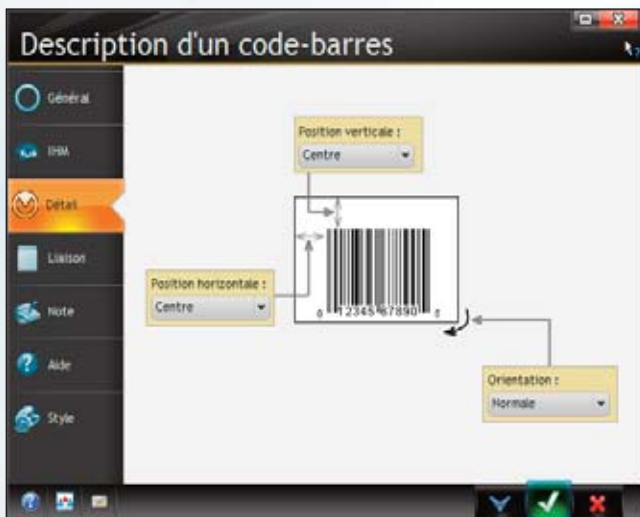 Description d'un code-barres
Général
IHM
Détail
Liaison
Note
Aide
Style
Position verticale :
Centre
Position horizontale :
Centre
0 12345 67890 5
Orientation :
Normale